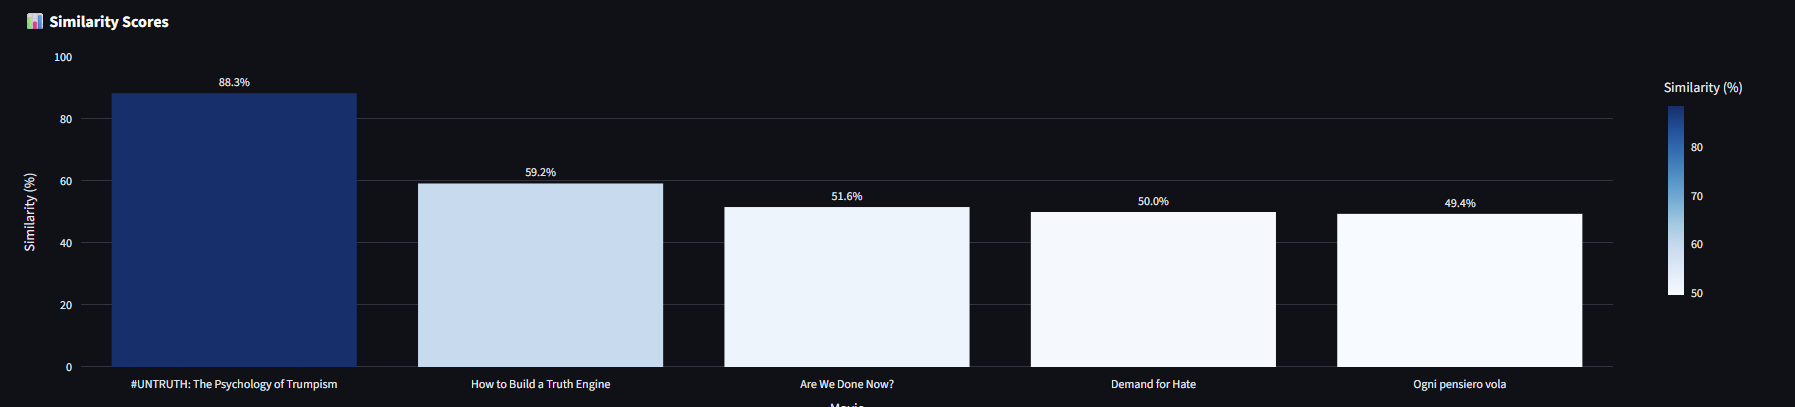 📊 Similarity Scores
100
80
60
40
20
0
Similarity (%)
88.3%
59.2%
51.6%
50.0%
49.4%
#UNTRUTH: The Psychology of Trumpism
How to Build a Truth Engine
Are We Done Now?
Demand for Hate
Ogni pensiero vola
Movie
Similarity (%)
80
70
60
50